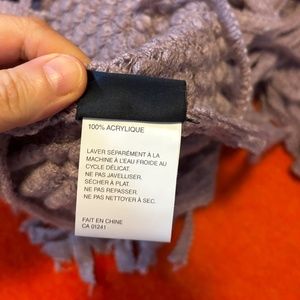 100% ACRYLIQUE
LAVER SÉPARÉMENT À LA
MACHINE À L'EAU FROIDE AU
CYCLE DÉLICAT.
NE PAS JAVELLISER.
SÉCHER À PLAT.
NE PAS REPASSER.
NE PAS NETTOYER À SEC.
FAIT EN CHINE
CA 01241